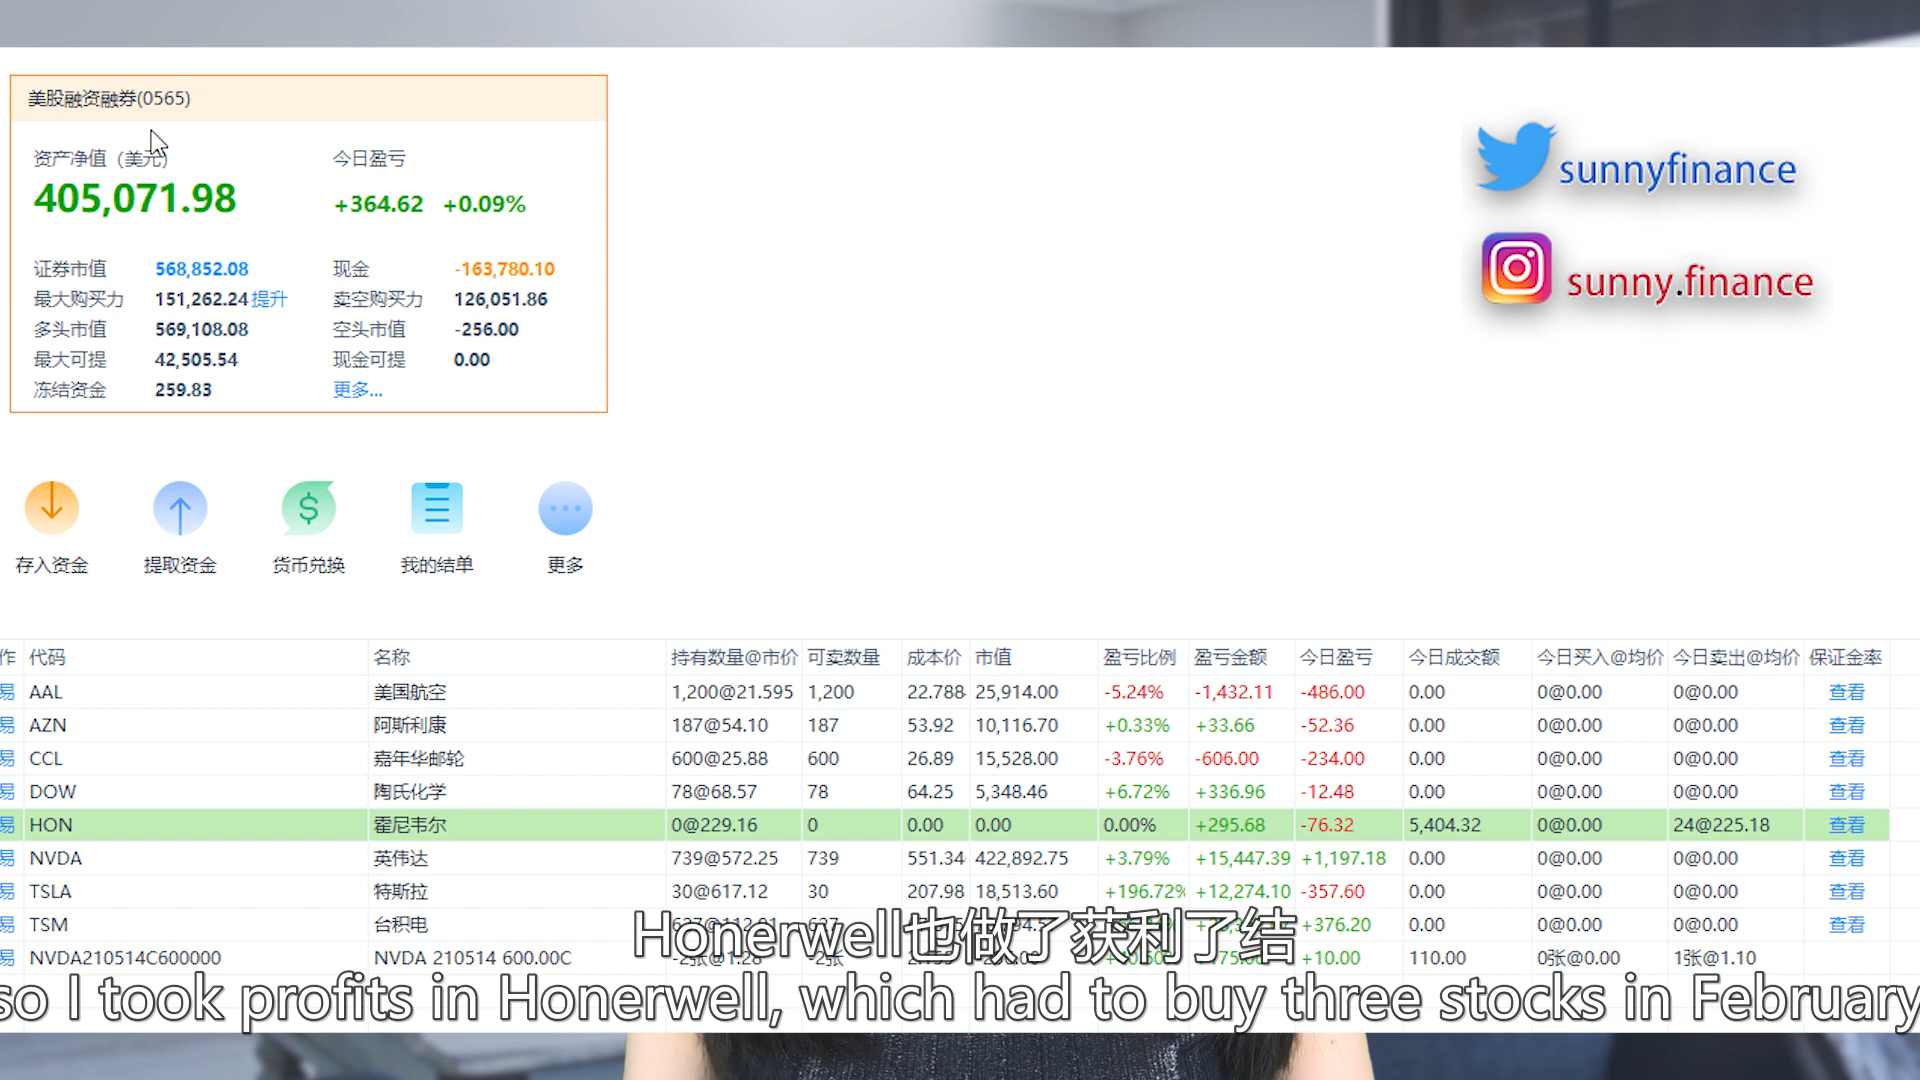 美股融资融券(0565)
资产净值（美元）
今日盈亏
405,071.98
+364.62 +0.09%
证券市值 568,852.08 现金 -163,780.10
最大购买力 151,262.24 提升 卖空购买力 126,051.86
多头市值 569,108.08 空头市值 -256.00
最大可提 42,505.54 现金可提 0.00
冻结资金 259.83 更多...
sunnyfinance
sunny.finance
存入资金 提取资金 货币兑换 我的结单 更多
作 代码 名称 持有数量@市价 可卖数量 成本价 市值 盈亏比例 盈亏金额 今日盈亏 今日成交额 今日买入@均价 今日卖出@均价 保证金率
易 AAL 美国航空 1,200@21.595 1,200 22.788 25,914.00 -5.24% -1,432.11 -486.00 0.00 0@0.00 0@0.00 查看
易 AZN 阿斯利康 187@54.10 187 53.92 10,116.70 +0.33% +33.66 -52.36 0.00 0@0.00 0@0.00 查看
易 CCL 嘉年华邮轮 600@25.88 600 26.89 15,528.00 -3.76% -606.00 -234.00 0.00 0@0.00 0@0.00 查看
易 DOW 陶氏化学 78@68.57 78 64.25 5,348.46 +6.72% +336.96 -12.48 0.00 0@0.00 0@0.00 查看
易 HON 霍尼韦尔 0@229.16 0 0.00 0.00 0.00% +295.68 -76.32 5,404.32 0@0.00 24@225.18 查看
易 NVDA 英伟达 739@572.25 739 551.34 422,892.75 +3.79% +15,447.39 +1,197.18 0.00 0@0.00 0@0.00 查看
易 TSLA 特斯拉 30@617.12 30 207.98 18,513.60 +196.72% +12,274.10 -357.60 0.00 0@0.00 0@0.00 查看
易 TSM 台积电 +376.20 0.00 0@0.00 0@0.00 查看
易 NVDA210514C600000 NVDA 210514 600.00C -2张@1.28 -2张 +10.00 110.00 0张@0.00 1张@1.10
Honerwell也做了获利了结
so I took profits in Honerwell, which had to buy three stocks in February